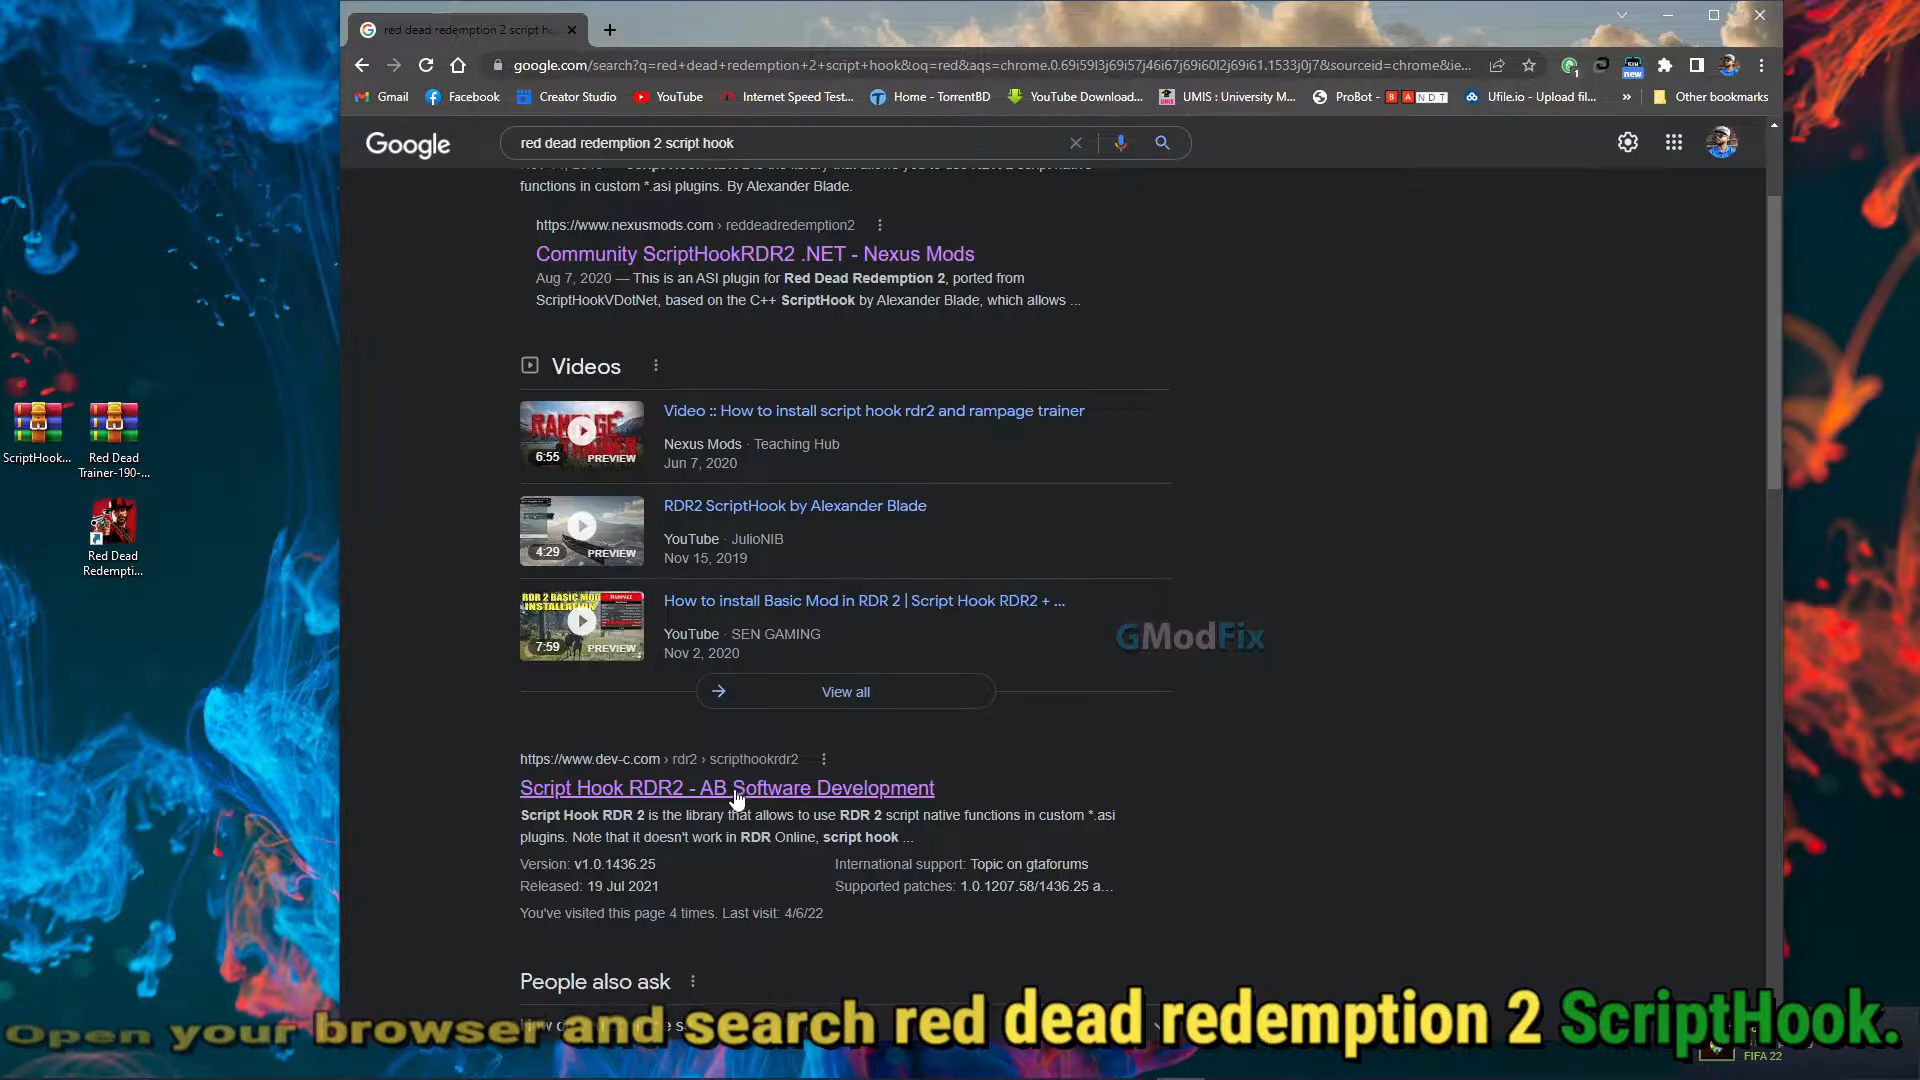 red dead redemption 2 script ho
google.com/search?q=red+dead+redemption+2+script+hook&oq=red&aqs=chrome.0.69i59l3j69i57j46i67j69i60l2j69i61.1533j0j7&sourceid=chrome&ie...
new
Gmail
Facebook
Creator Studio
YouTube
Internet Speed Test...
Home - TorrentBD
YouTube Download...
UMIS : University M...
ProBot - B A N D T
Ufile.io - Upload fil...
»
Other bookmarks
Google
red dead redemption 2 script hook
functions in custom *.asi plugins. By Alexander Blade.
https://www.nexusmods.com › reddeadredemption2
Community ScriptHookRDR2 .NET - Nexus Mods
Aug 7, 2020 — This is an ASI plugin for Red Dead Redemption 2, ported from
ScriptHookVDotNet, based on the C++ ScriptHook by Alexander Blade, which allows ...
Videos
RAMPAGE
TRAINER
6:55
PREVIEW
Video :: How to install script hook rdr2 and rampage trainer
Nexus Mods · Teaching Hub
Jun 7, 2020
4:29
PREVIEW
RDR2 ScriptHook by Alexander Blade
YouTube · JulioNIB
Nov 15, 2019
RDR 2 BASIC MOD
INSTALLATION
7:59
PREVIEW
How to install Basic Mod in RDR 2 | Script Hook RDR2 + ...
YouTube · SEN GAMING
Nov 2, 2020
GModFix
View all
https://www.dev-c.com › rdr2 › scripthookrdr2
Script Hook RDR2 - AB Software Development
Script Hook RDR 2 is the library that allows to use RDR 2 script native functions in custom *.asi
plugins. Note that it doesn't work in RDR Online, script hook ...
Version: v1.0.1436.25
International support: Topic on gtaforums
Released: 19 Jul 2021
Supported patches: 1.0.1207.58/1436.25 a...
You've visited this page 4 times. Last visit: 4/6/22
People also ask
ScriptHook...
Red Dead
Trainer-190-...
Red Dead
Redempti...
Open your browser and search red dead redemption 2 ScriptHook.
FIFA 22